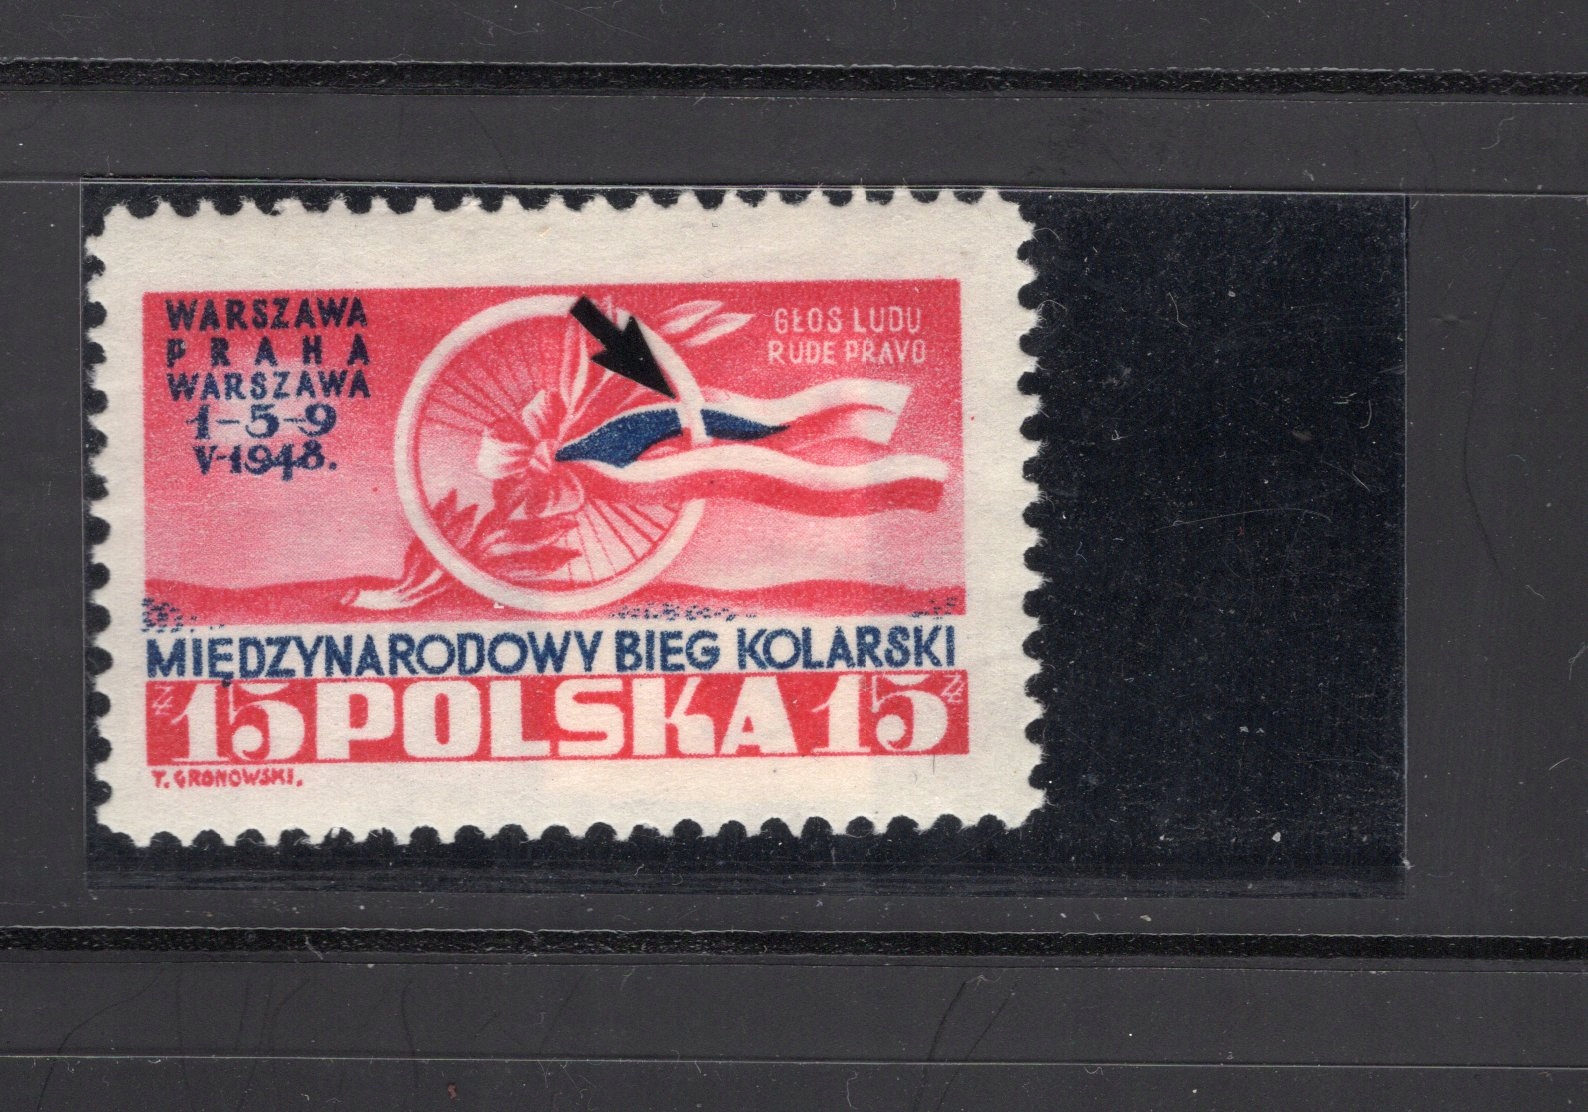 WARSZAWA
PRAHA
WARSZAWA
1-5-9
V-1948.
GŁOS LUDU
RUDE PRAVO
MIĘDZYNARODOWY BIEG KOLARSKI
zł 15 POLSKA 15 zł
T. GRONOWSKI.